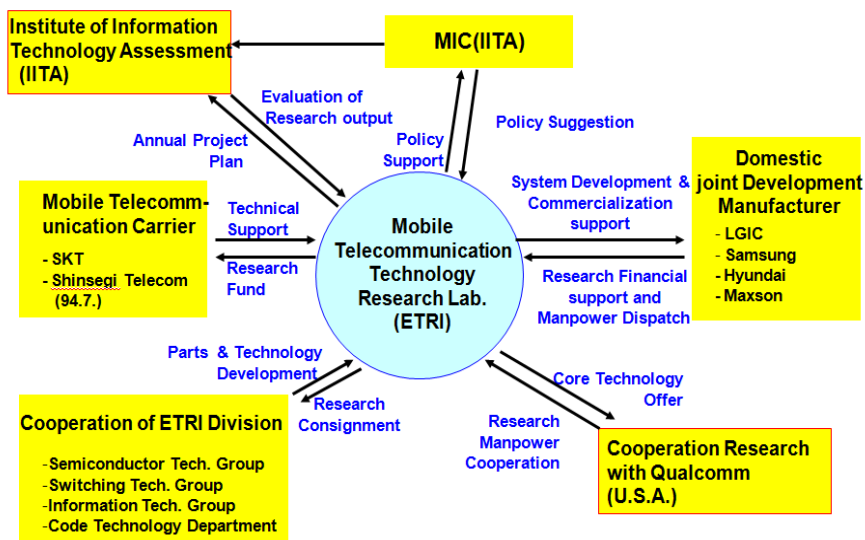 Institute of Information
Technology Assessment
(IITA)
MIC(IITA)
Evaluation of
Research output
Annual Project
Plan
Policy
Support
Policy Suggestion
Mobile Telecomm-
unication Carrier
- SKT
- Shinsegi Telecom
(94.7.)
Technical
Support
Research
Fund
Mobile
Telecommunication
Technology
Research Lab.
(ETRI)
System Development &
Commercialization
support
Research Financial
support and
Manpower Dispatch
Domestic
joint Development
Manufacturer
- LGIC
- Samsung
- Hyundai
- Maxson
Parts & Technology
Development
Research
Consignment
Cooperation of ETRI Division
-Semiconductor Tech. Group
-Switching Tech. Group
-Information Tech. Group
-Code Technology Department
Core Technology
Offer
Research
Manpower
Cooperation
Cooperation Research
with Qualcomm
(U.S.A.)